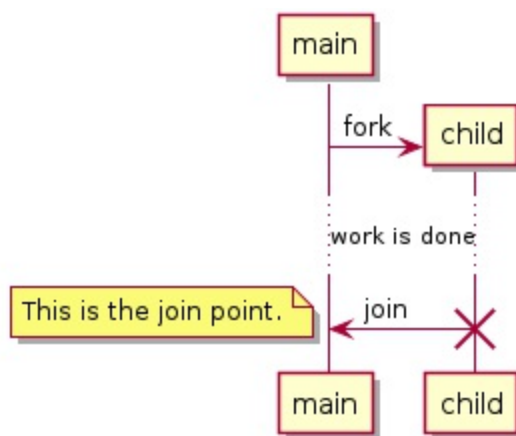 main
fork
child
work is done
join
This is the join point.
main
child